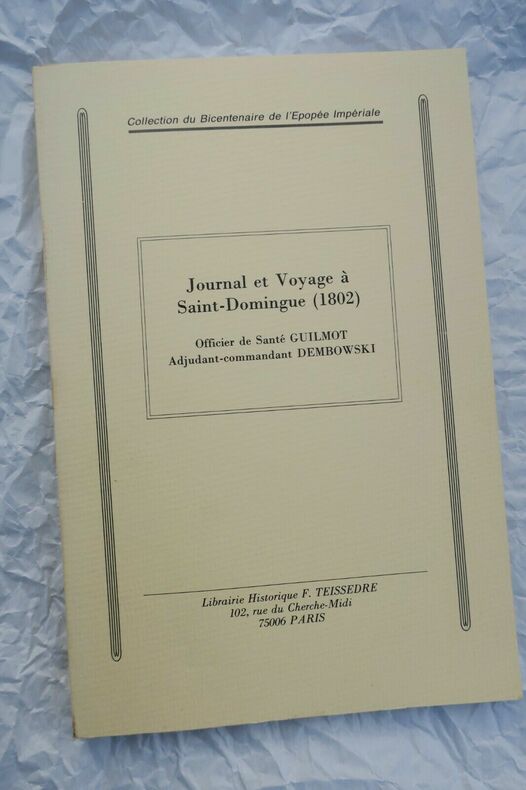 Collection du Bicentenaire de l'Epopée Impériale
Journal et Voyage à
Saint-Domingue (1802)
Officier de Santé GUILMOT
Adjudant-commandant DEMBOWSKI
Librairie Historique F. TEISSEDRE
102, rue du Cherche-Midi
75006 PARIS